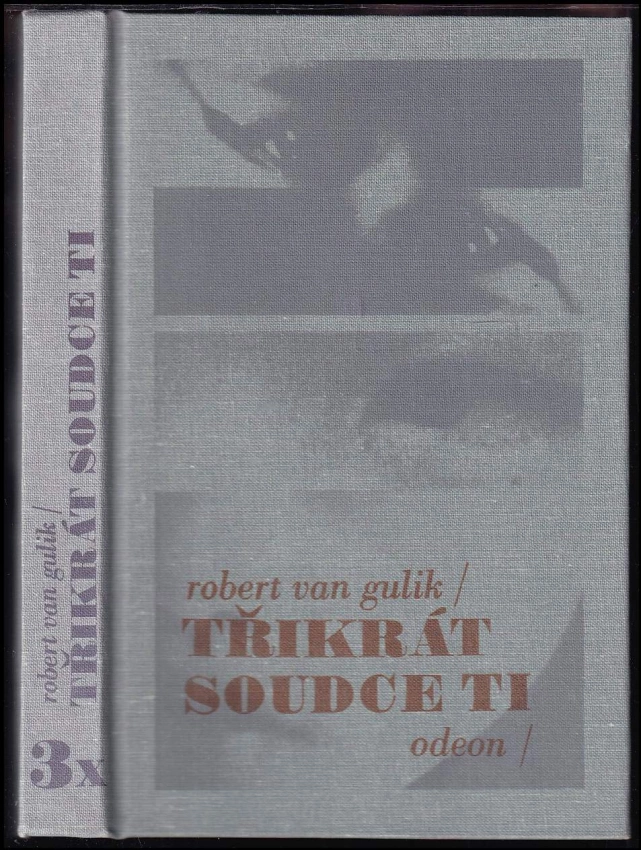 robert van gulik /
TŘIKRÁT SOUDCE TI
3x
robert van gulik /
TŘIKRÁT
SOUDCE TI
odeon /